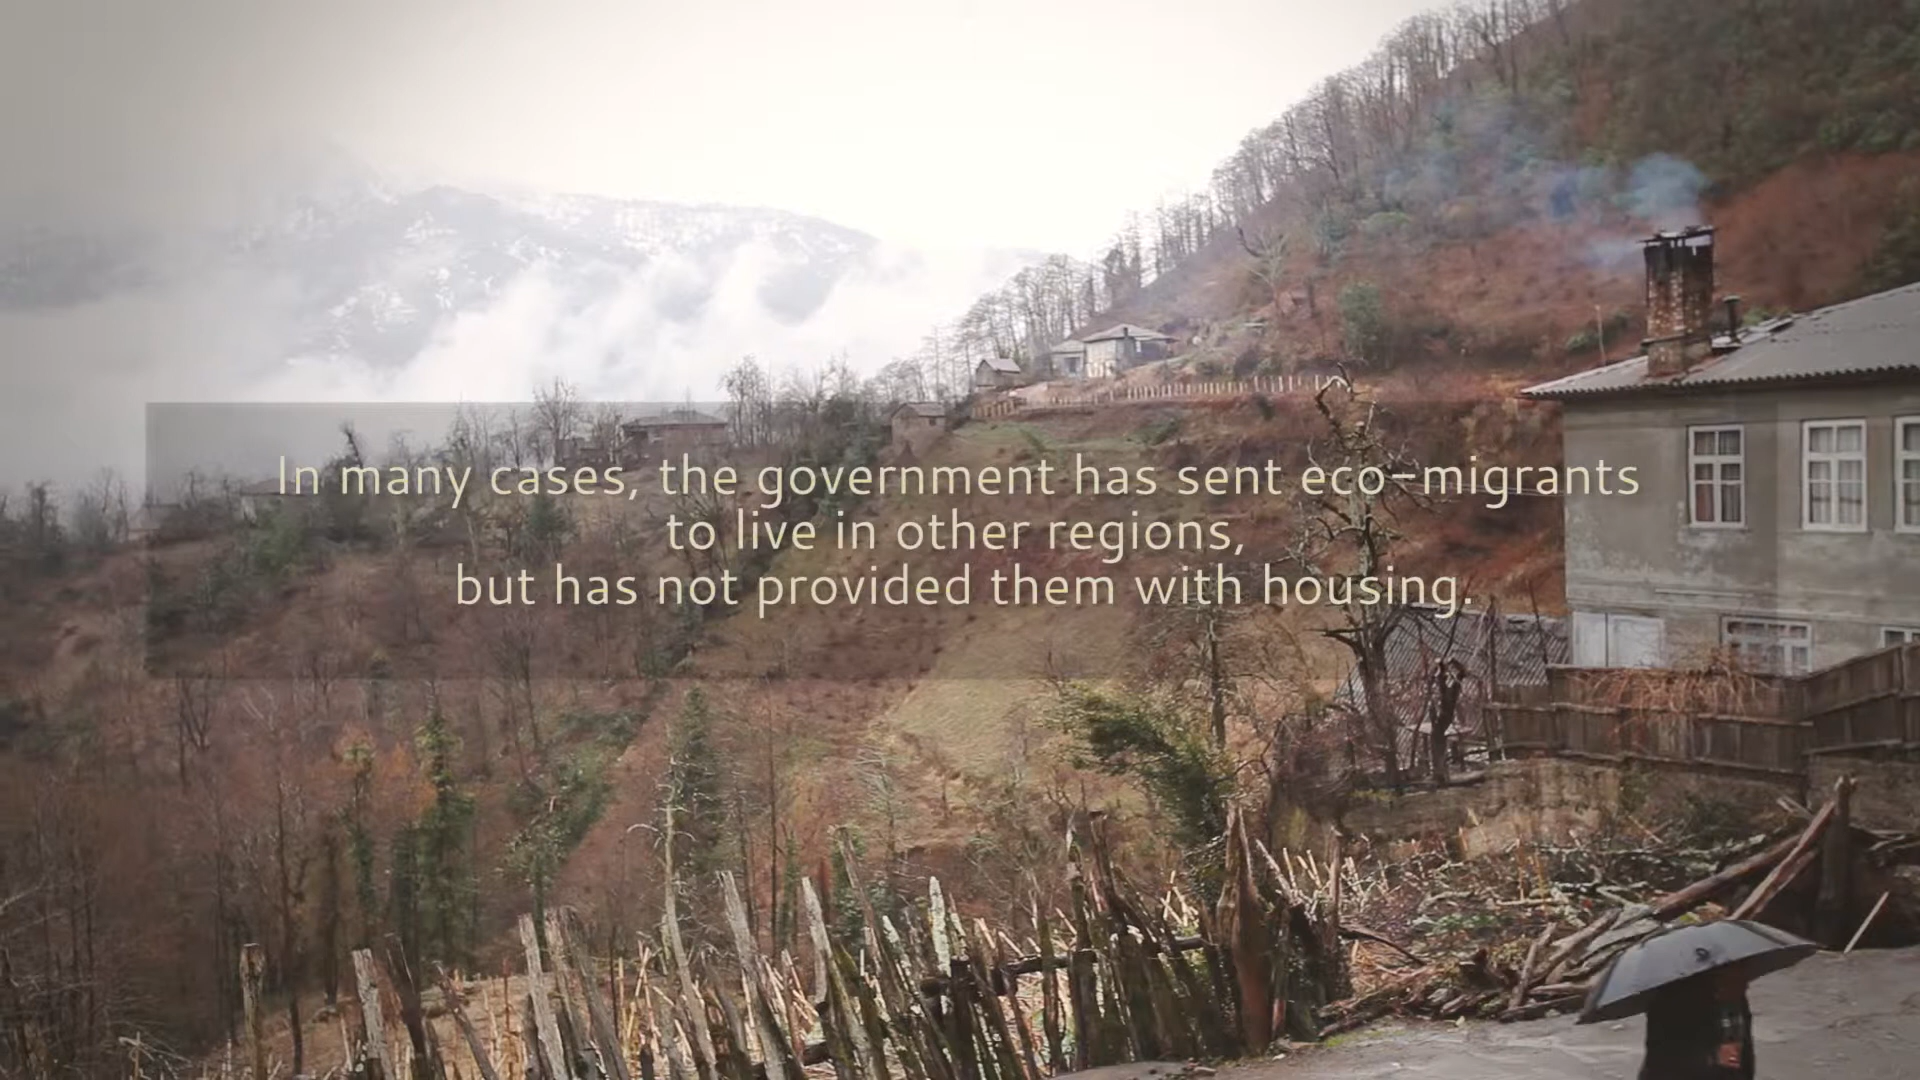 In many cases, the government has sent eco-migrants
to live in other regions,
but has not provided them with housing.